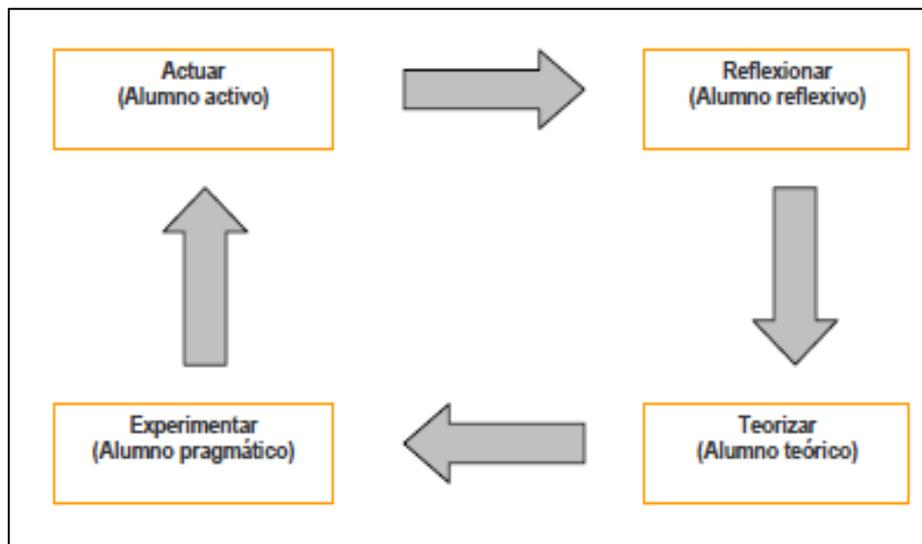 Actuar
(Alumno activo)
Reflexionar
(Alumno reflexivo)
Experimentar
(Alumno pragmático)
Teorizar
(Alumno teórico)